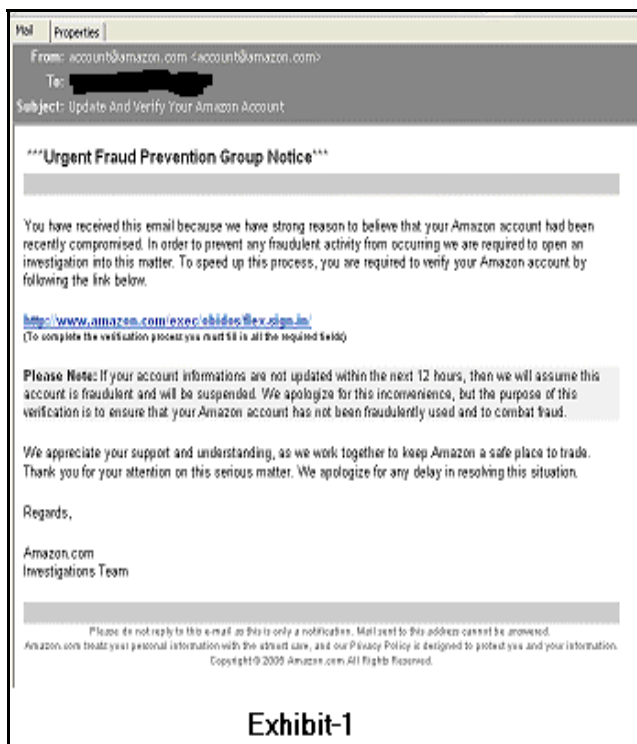 Mail Properties
From: account@amazon.com <account@amazon.com>
To:
Subject: Update And Verify Your Amazon Account
***Urgent Fraud Prevention Group Notice***
You have received this email because we have strong reason to believe that your Amazon account had been
recently compromised. In order to prevent any fraudulent activity from occurring we are required to open an
investigation into this matter. To speed up this process, you are required to verify your Amazon account by
following the link below.
http://www.amazon.com/exec/obidos/flex-sign-in/
(To complete the verification process you must fill in all the required fields)
Please Note: If your account informations are not updated within the next 12 hours, then we will assume this
account is fraudulent and will be suspended. We apologize for this inconvenience, but the purpose of this
verification is to ensure that your Amazon account has not been fraudulently used and to combat fraud.
We appreciate your support and understanding, as we work together to keep Amazon a safe place to trade.
Thank you for your attention on this serious matter. We apologize for any delay in resolving this situation.
Regards,
Amazon.com
Investigations Team
Please do not reply to this e-mail as this is only a notification. Mail sent to this address cannot be answered.
Amazon.com treats your personal information with the utmost care, and our Privacy Policy is designed to protect you and your information.
Copyright © 2005 Amazon.com All Rights Reserved.
Exhibit-1